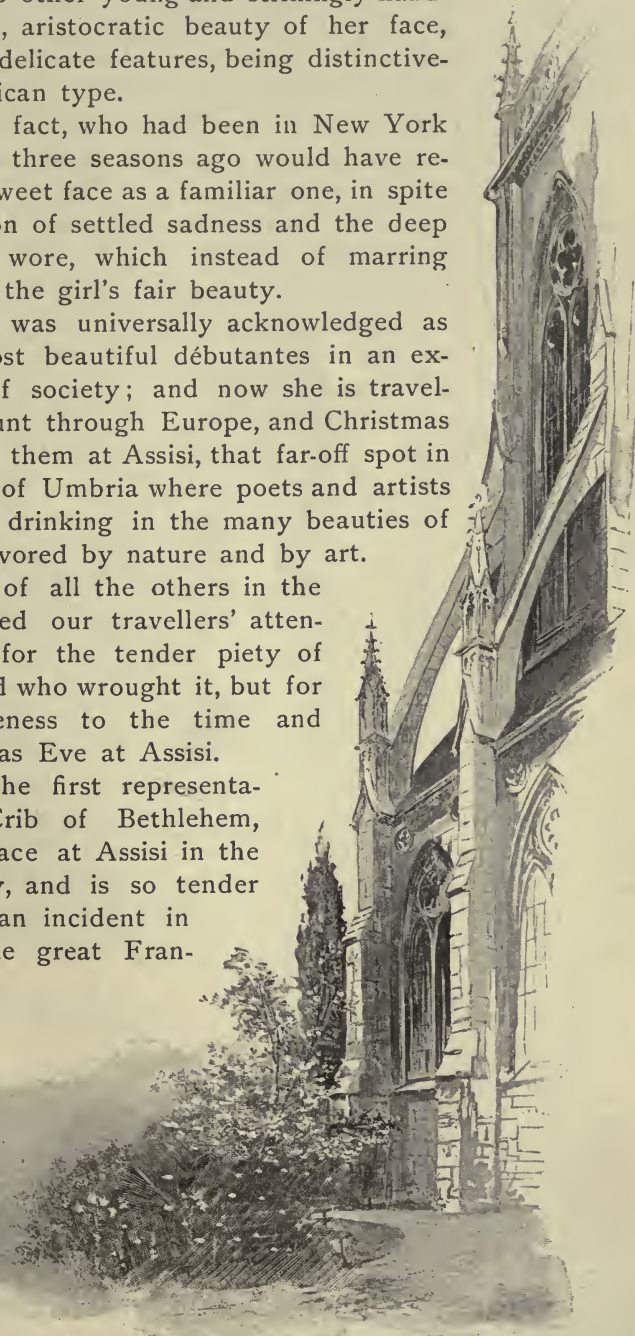 , aristocratic beauty of her face,
delicate features, being distinctive-
ican type.
fact, who had been in New York
three seasons ago would have re-
weet face as a familiar one, in spite
n of settled sadness and the deep
wore, which instead of marring
the girl's fair beauty.
was universally acknowledged as
ost beautiful débutantes in an ex-
f society; and now she is travel-
unt through Europe, and Christmas
them at Assisi, that far-off spot in
of Umbria where poets and artists
drinking in the many beauties of
vored by nature and by art.
of all the others in the
ed our travellers' atten-
for the tender piety of
d who wrought it, but for
eness to the time and
as Eve at Assisi.
he first representa-
Crib of Bethlehem,
ace at Assisi in the
y, and is so tender
an incident in
e great Fran-